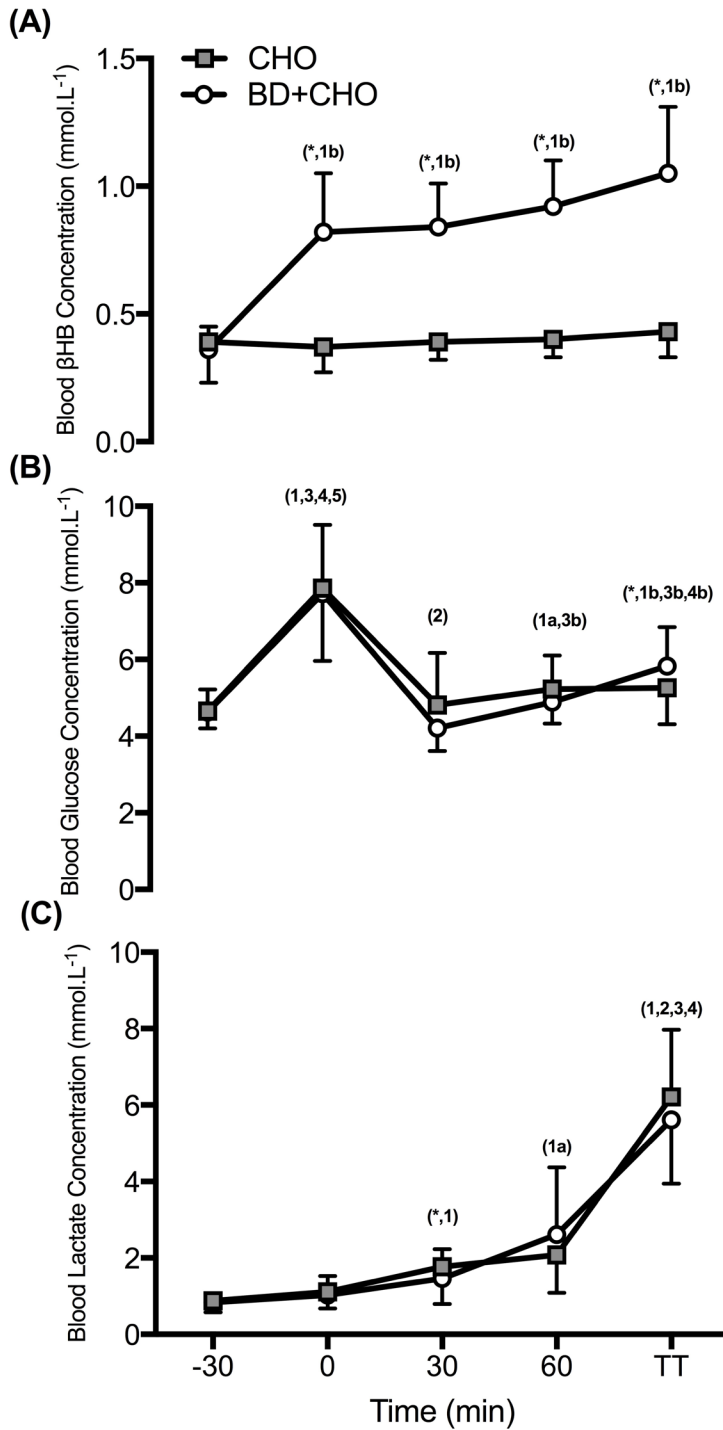 (A)
Blood βHB Concentration (mmol.L⁻¹)
1.5
1.0
0.5
0.0
CHO
BD+CHO
(*,1b)
(*,1b)
(*,1b)
(*,1b)
(B)
Blood Glucose Concentration (mmol.L⁻¹)
10
8
6
4
2
0
(1,3,4,5)
(2)
(1a,3b)
(*,1b,3b,4b)
(C)
Blood Lactate Concentration (mmol.L⁻¹)
10
8
6
4
2
0
(*,1)
(1a)
(1,2,3,4)
-30 0 30 60 TT
Time (min)